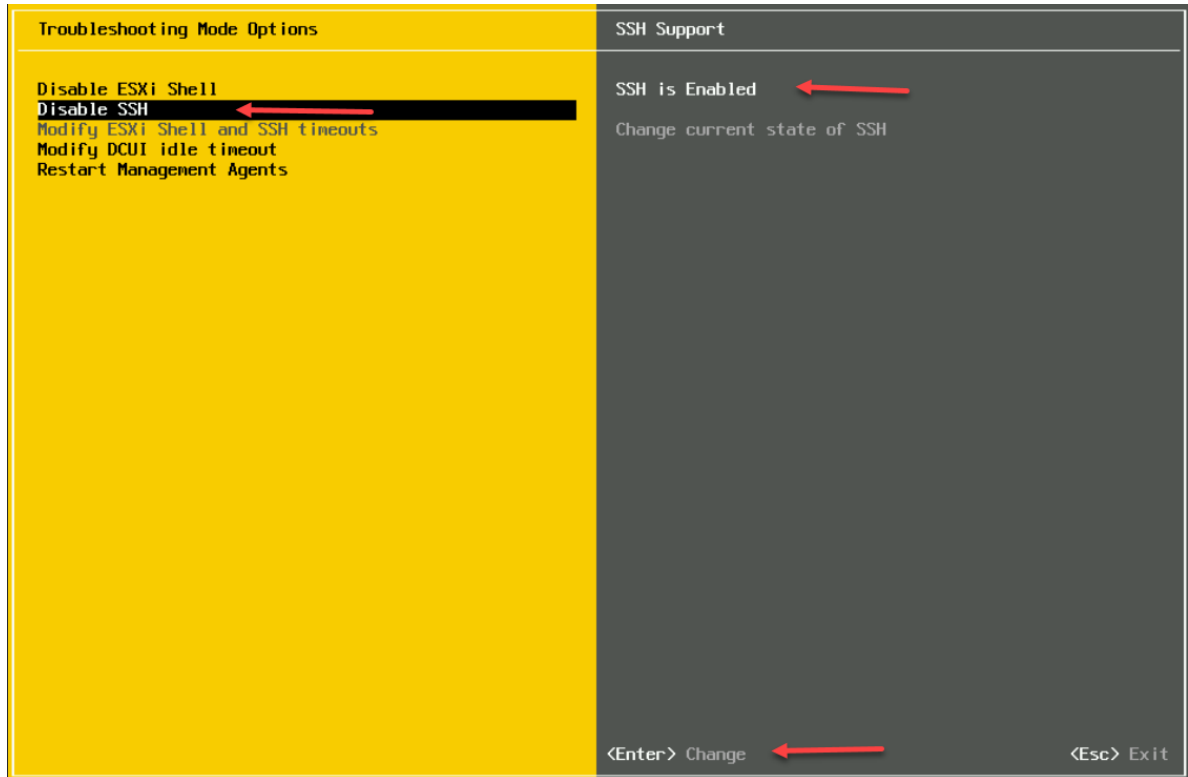 Troubleshooting Mode Options
SSH Support
Disable ESXi Shell
Disable SSH
Modify ESXi Shell and SSH timeouts
Modify DCUI idle timeout
Restart Management Agents
SSH is Enabled
Change current state of SSH
<Enter> Change
<Esc> Exit